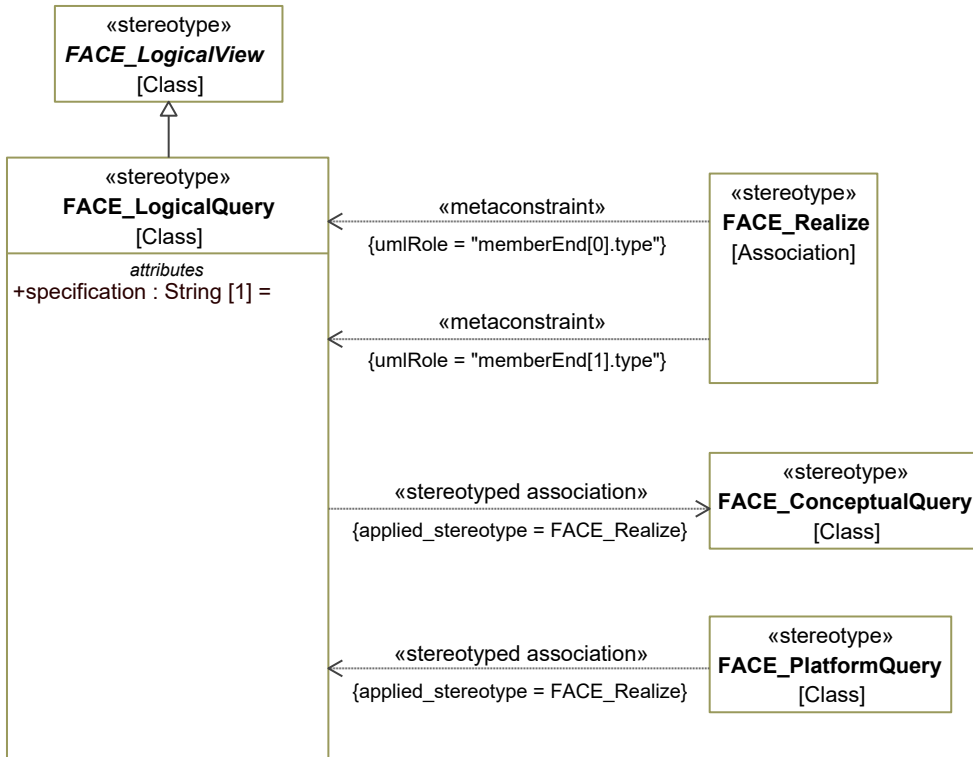 «stereotype»
FACE_LogicalView
[Class]
«stereotype»
FACE_LogicalQuery
[Class]
attributes
+specification : String [1] =
«metaconstraint»
{umlRole = "memberEnd[0].type"}
«stereotype»
FACE_Realize
[Association]
«metaconstraint»
{umlRole = "memberEnd[1].type"}
«stereotyped association»
{applied_stereotype = FACE_Realize}
«stereotype»
FACE_ConceptualQuery
[Class]
«stereotyped association»
{applied_stereotype = FACE_Realize}
«stereotype»
FACE_PlatformQuery
[Class]